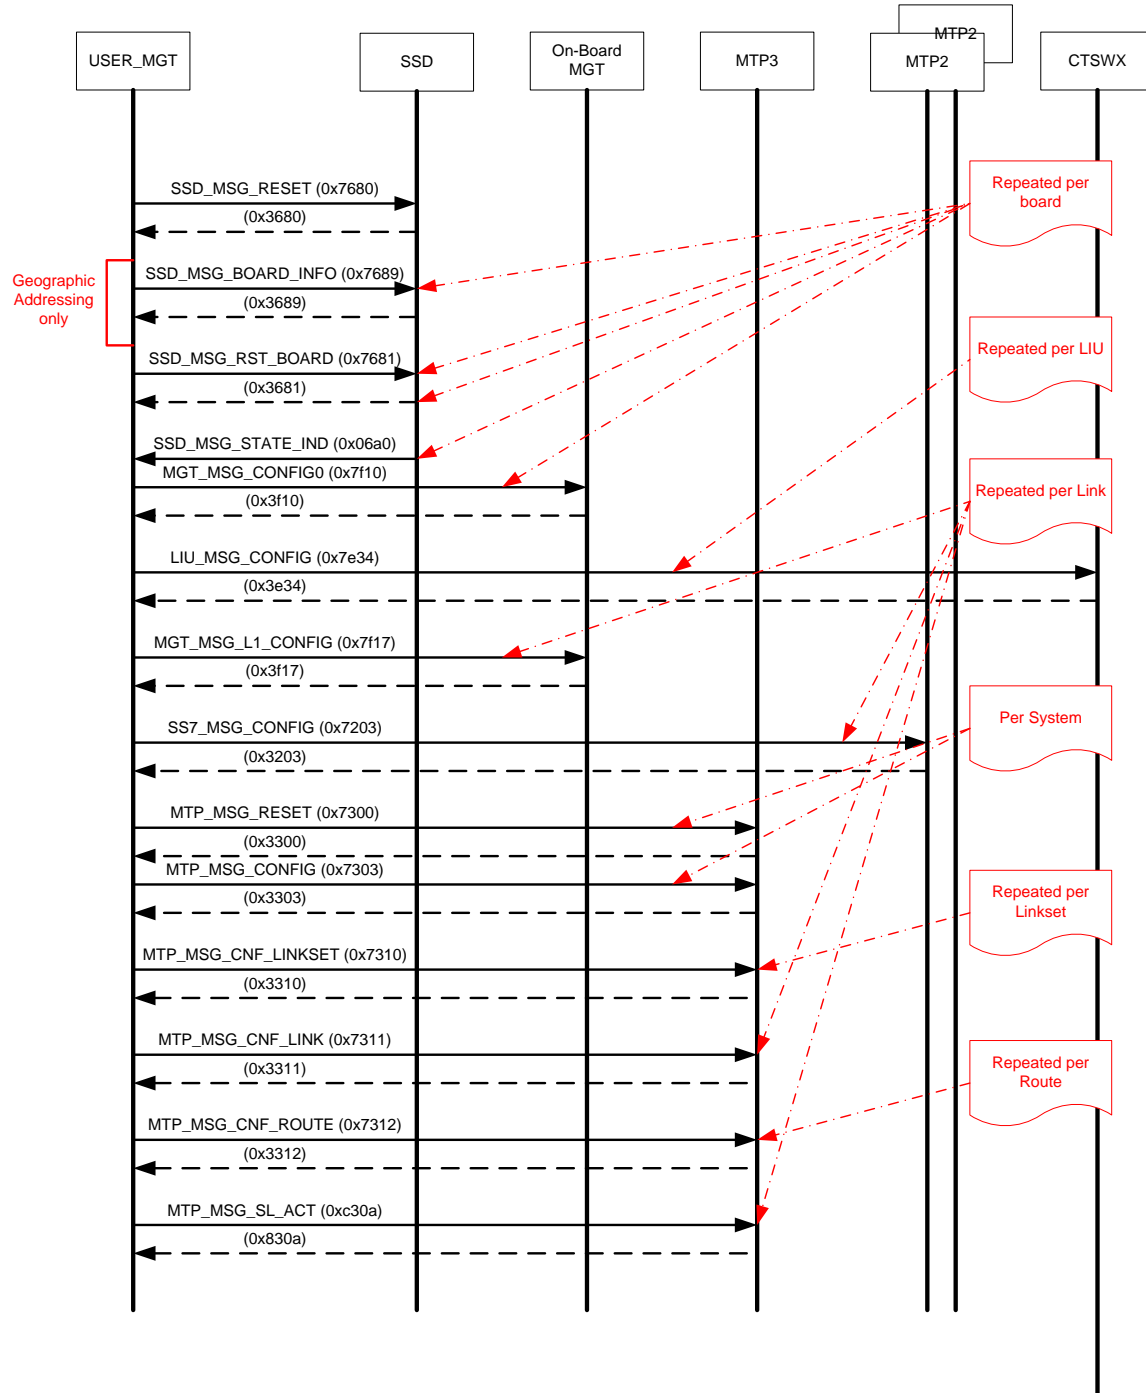 MTP2
USER_MGT
SSD
On-Board
MGT
MTP3
MTP2
CTSWX
Repeated per
board
SSD_MSG_RESET (0x7680)
(0x3680)
Geographic
Addressing
only
SSD_MSG_BOARD_INFO (0x7689)
(0x3689)
Repeated per LIU
SSD_MSG_RST_BOARD (0x7681)
(0x3681)
SSD_MSG_STATE_IND (0x06a0)
MGT_MSG_CONFIG0 (0x7f10)
Repeated per Link
(0x3f10)
LIU_MSG_CONFIG (0x7e34)
(0x3e34)
MGT_MSG_L1_CONFIG (0x7f17)
(0x3f17)
Per System
SS7_MSG_CONFIG (0x7203)
(0x3203)
MTP_MSG_RESET (0x7300)
(0x3300)
MTP_MSG_CONFIG (0x7303)
(0x3303)
Repeated per
Linkset
MTP_MSG_CNF_LINKSET (0x7310)
(0x3310)
MTP_MSG_CNF_LINK (0x7311)
(0x3311)
Repeated per
Route
MTP_MSG_CNF_ROUTE (0x7312)
(0x3312)
MTP_MSG_SL_ACT (0xc30a)
(0x830a)